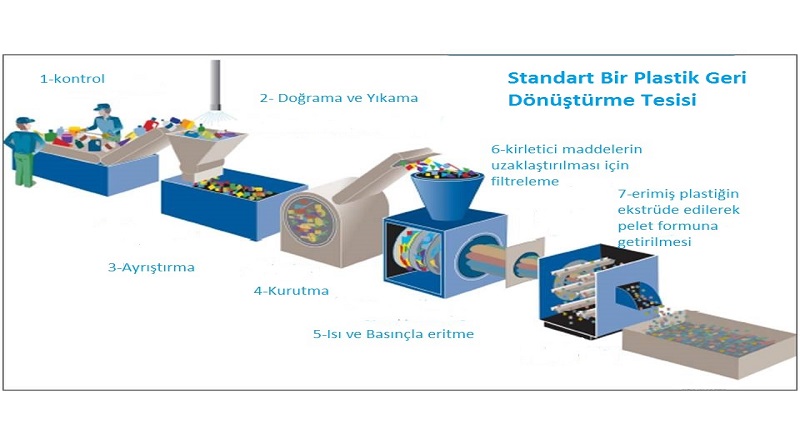 Standart Bir Plastik Geri
Dönüştürme Tesisi
1-kontrol
2- Doğrama ve Yıkama
3-Ayrıştırma
4-Kurutma
5-Isı ve Basınçla eritme
6-kirletici maddelerin
uzaklaştırılması için
filtreleme
7-erimiş plastiğin
ekstrüde edilerek
pelet formuna
getirilmesi